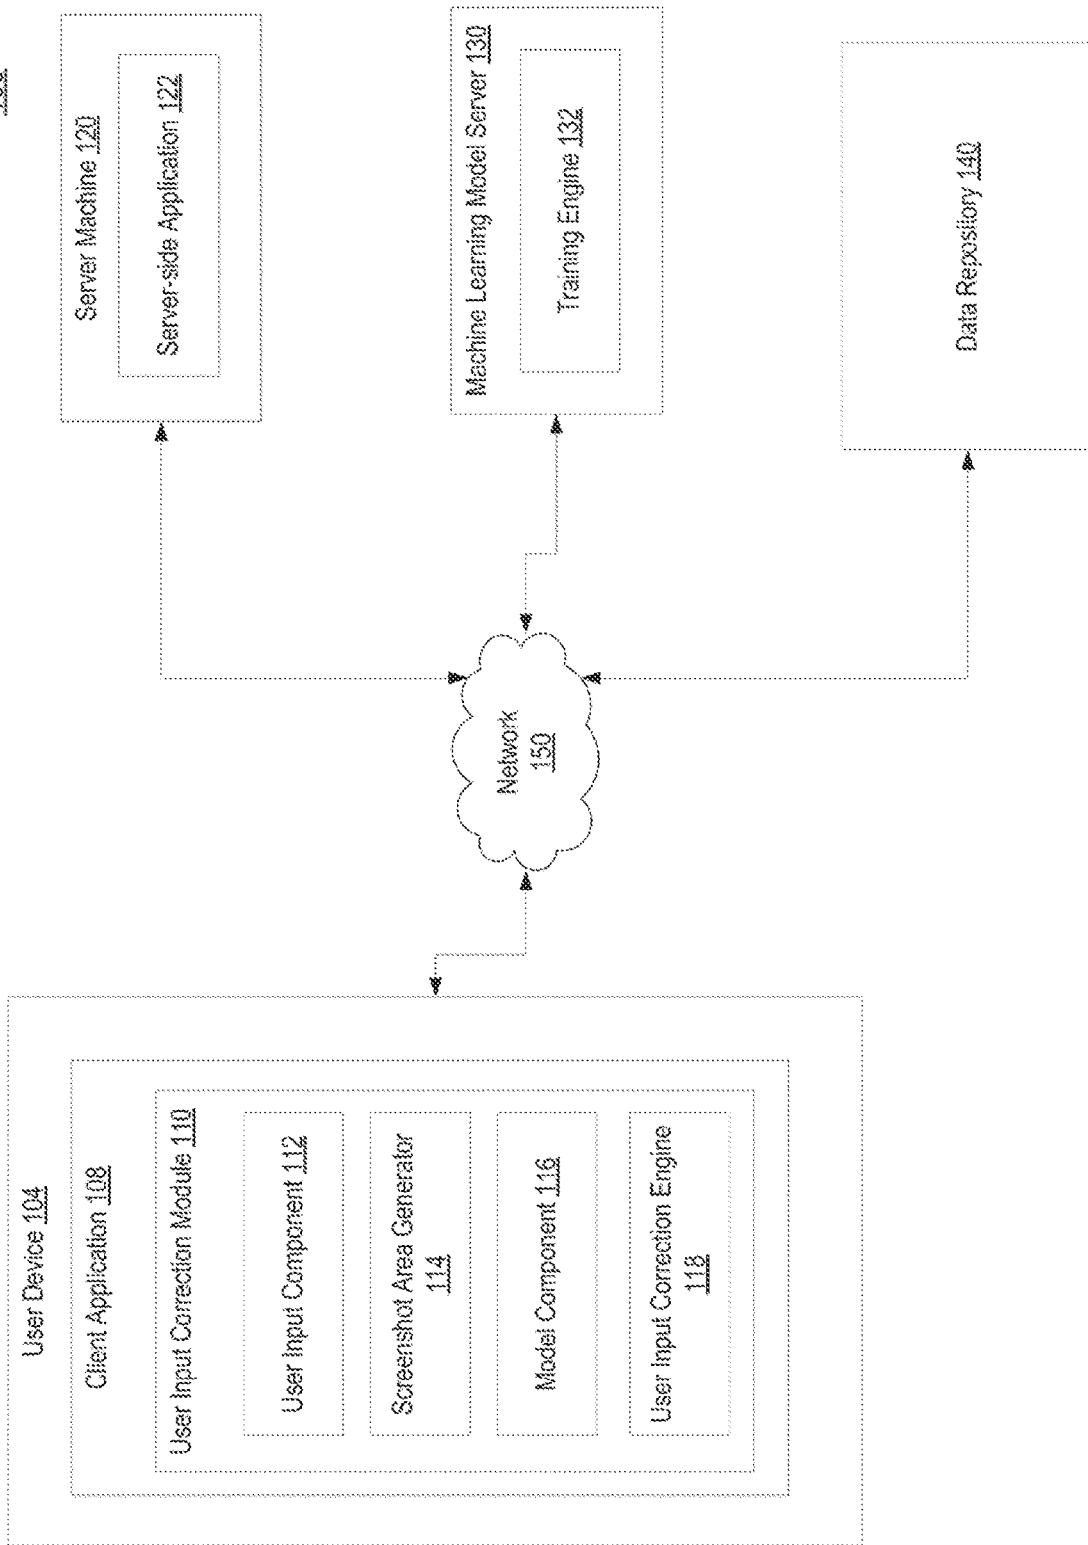 User Device 104
Client Application 108
User Input Correction Module 110
User Input Component 112
Screenshot Area Generator
114
Model Component 116
User Input Correction Engine
118
Network
150
Server Machine 120
Server-side Application 122
Machine Learning Model Server 130
Training Engine 132
Data Repository 140